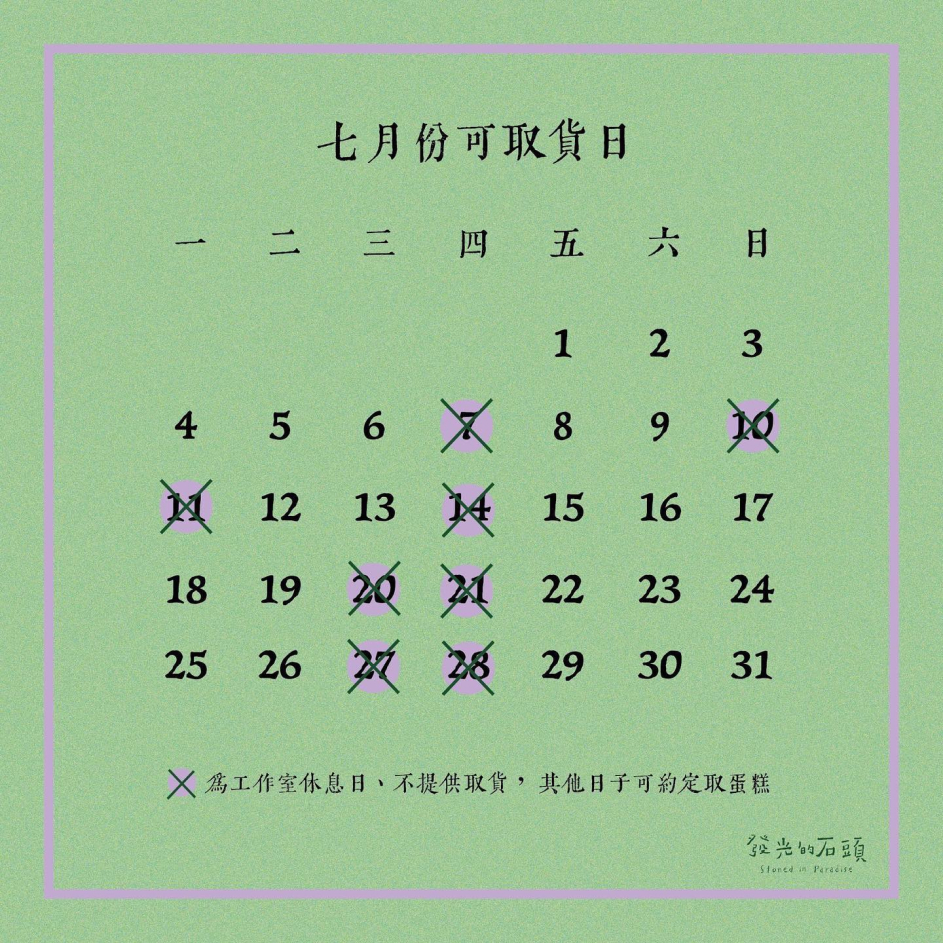 七月份可取貨日
一 二 三 四 五 六 日
1 2 3
4 5 6 7 8 9 10
11 12 13 14 15 16 17
18 19 20 21 22 23 24
25 26 27 28 29 30 31
為工作室休息日、不提供取貨，其他日子可約定取蛋糕
發光的石頭
Stoned in Paradise